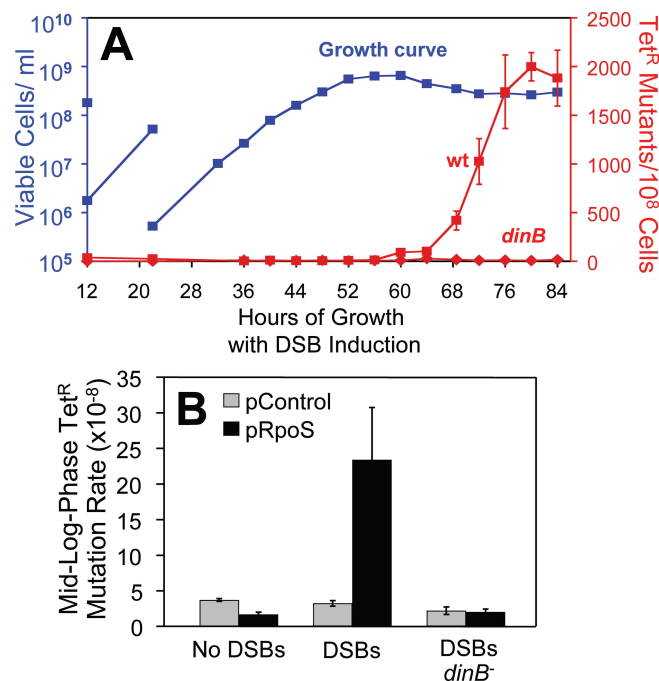 A
Viable Cells/ ml
10^10
10^9
10^8
10^7
10^6
10^5
Growth curve
wt
dinB
2500
2000
1500
1000
500
0
Tet^R Mutants/10^8 Cells
12 20 28 36 44 52 60 68 76 84
Hours of Growth
with DSB Induction
B
Mid-Log-Phase Tet^R
Mutation Rate (x10^-8)
35
30
25
20
15
10
5
0
pControl
pRpoS
No DSBs DSBs DSBs
dinB^-